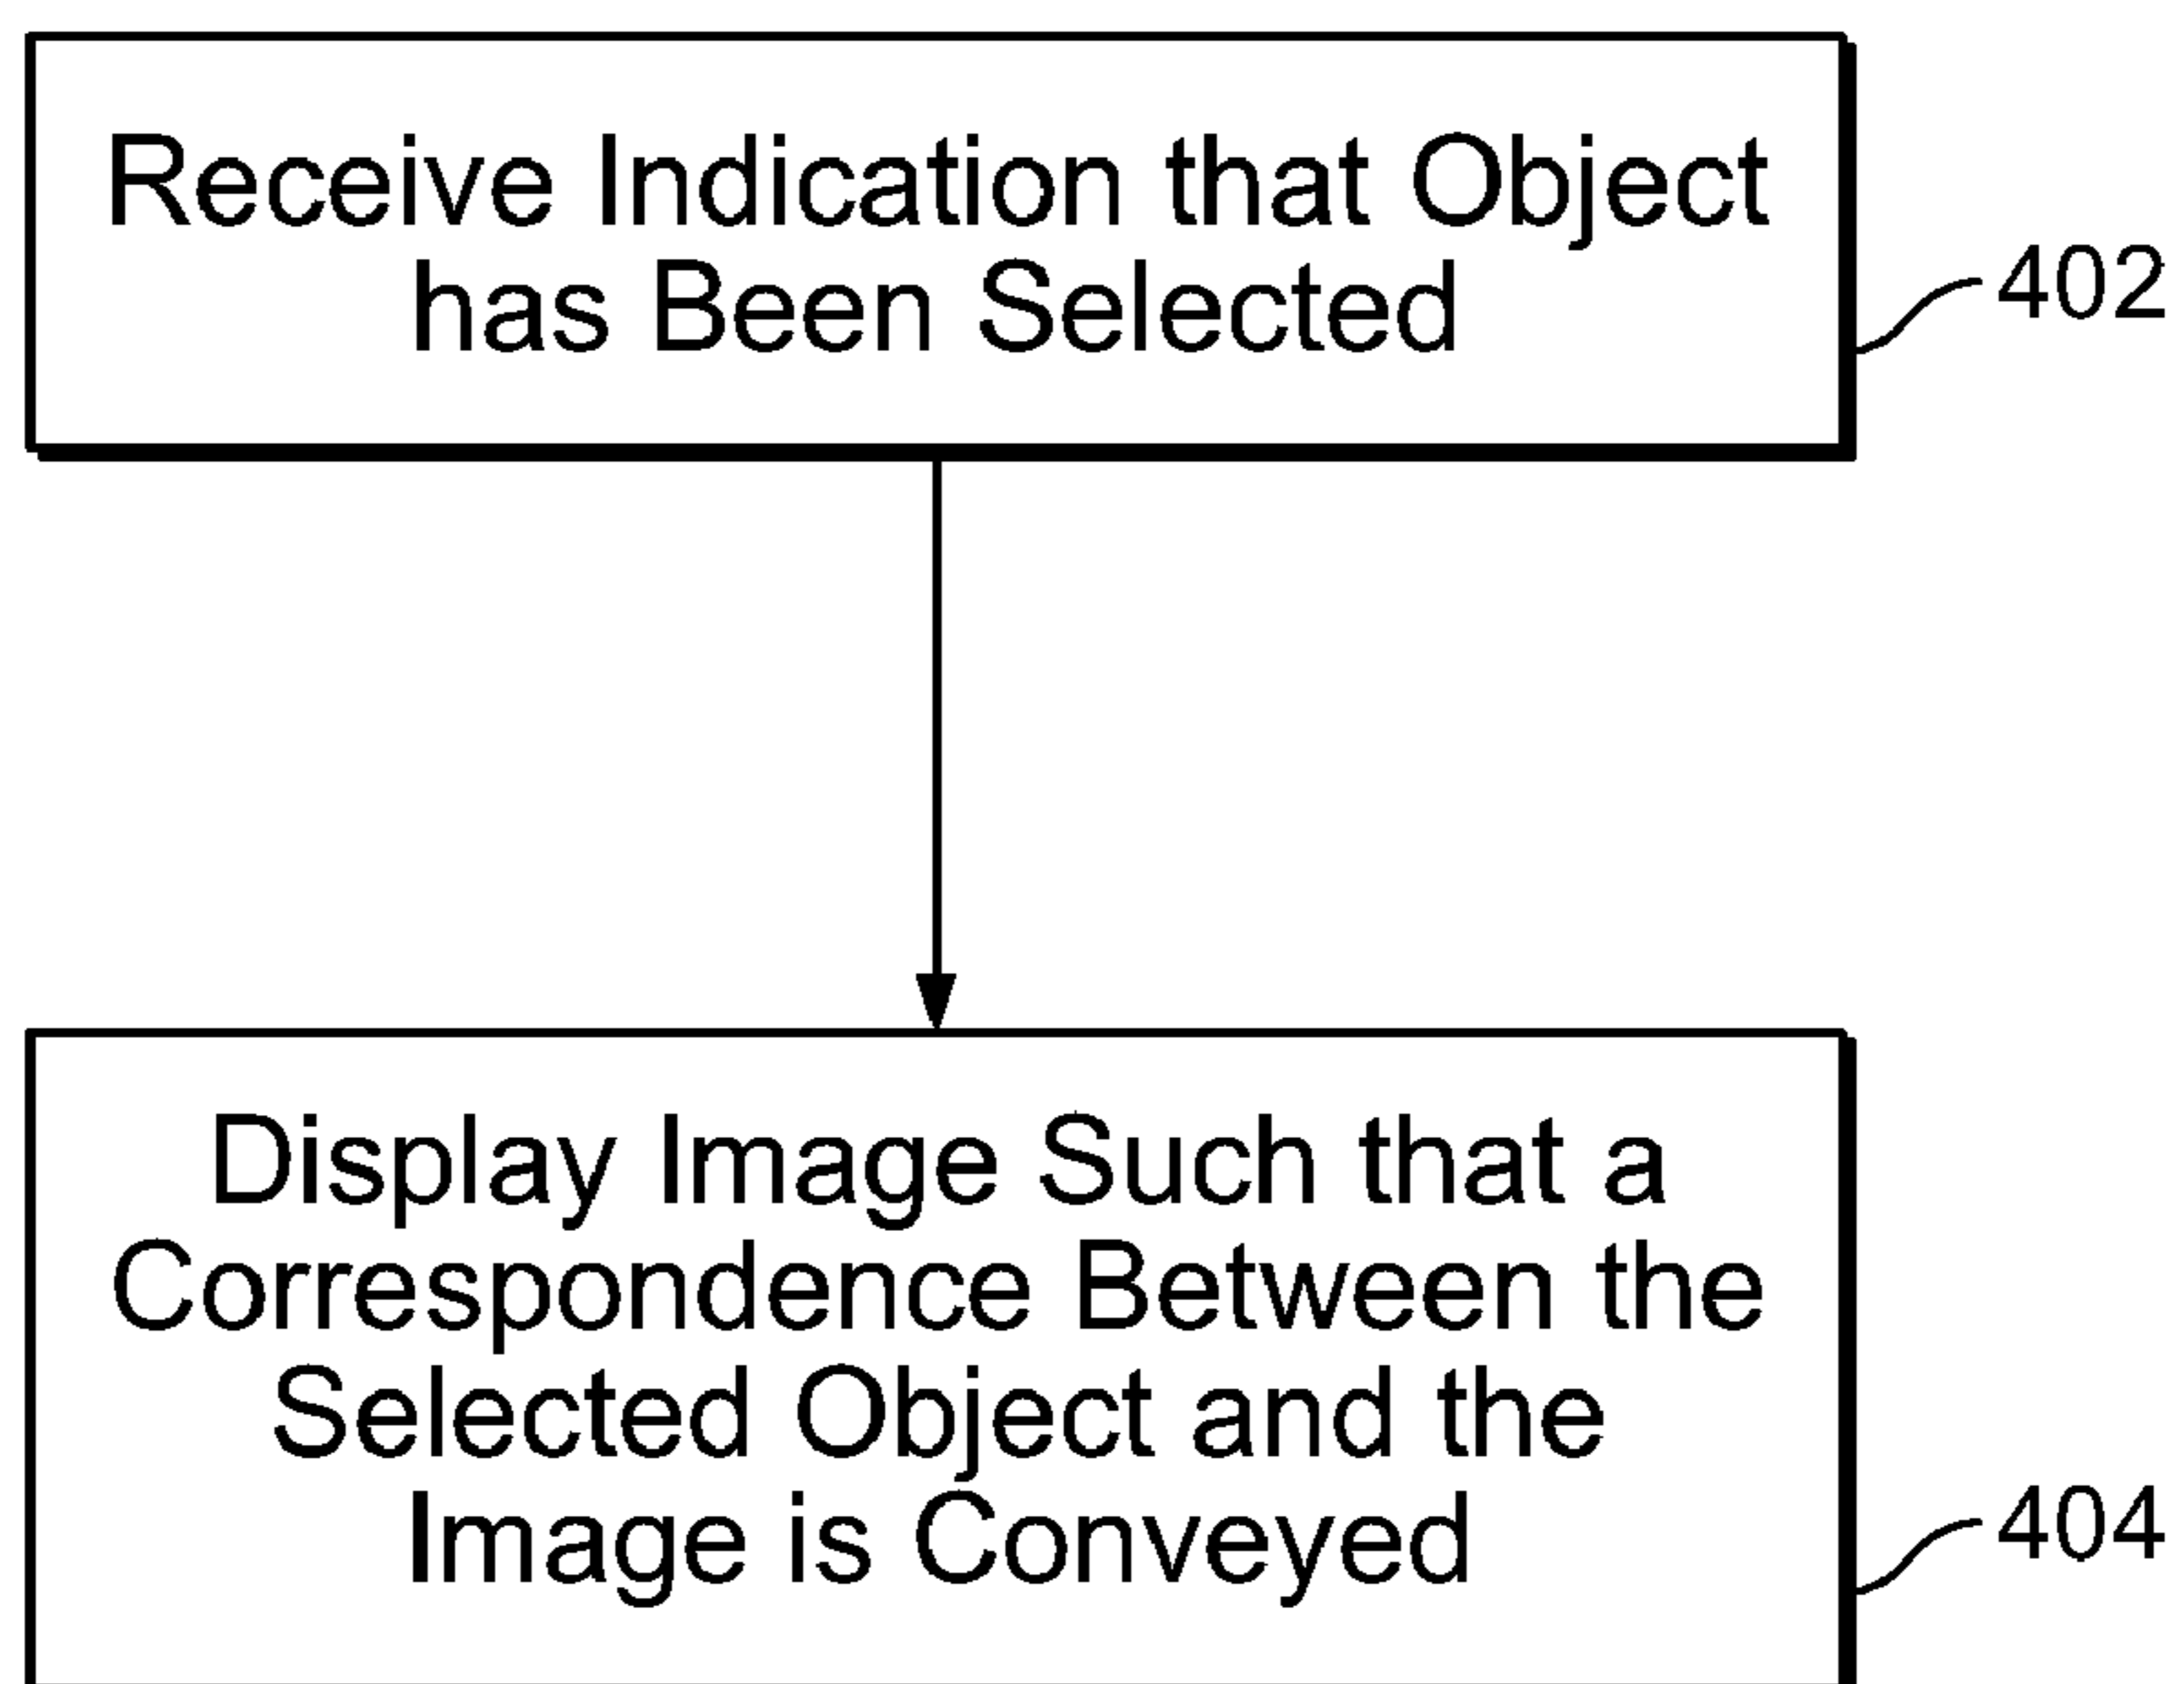 Receive Indication that Object
has Been Selected
402
Display Image Such that a
Correspondence Between the
Selected Object and the
Image is Conveyed
404